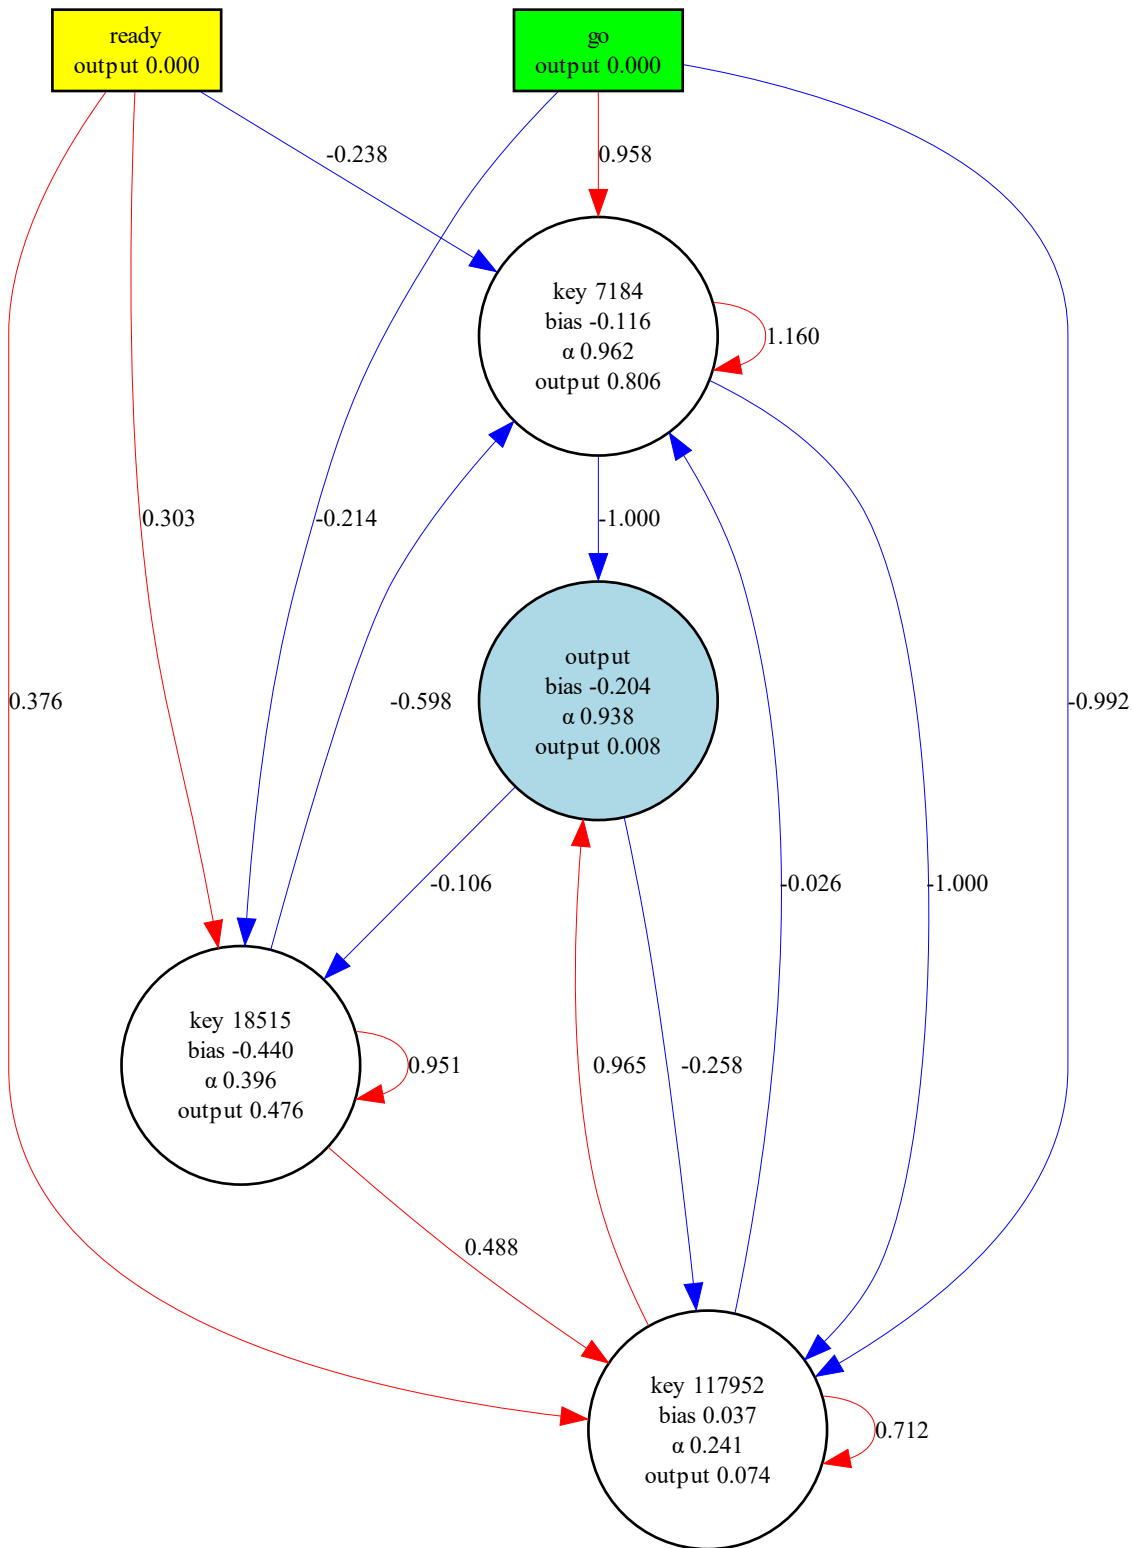 ready
output 0.000
go
output 0.000
-0.238
0.958
key 7184
bias -0.116
α 0.962
output 0.806
1.160
0.303
-0.214
-1.000
output
bias -0.204
α 0.938
output 0.008
0.376
-0.598
-0.992
-0.106
-0.026
-1.000
key 18515
bias -0.440
α 0.396
output 0.476
0.951
0.965
-0.258
0.488
key 117952
bias 0.037
α 0.241
output 0.074
0.712